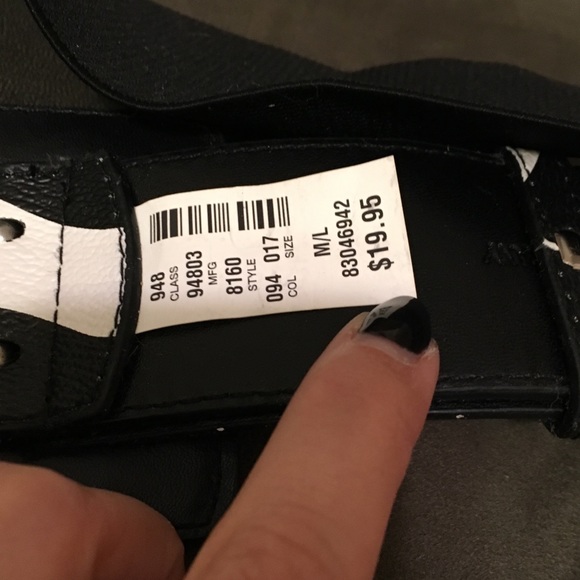 948
CLASS
94803
MFG
8160
STYLE
094 017
COL SIZE
M/L
83046942
$19.95